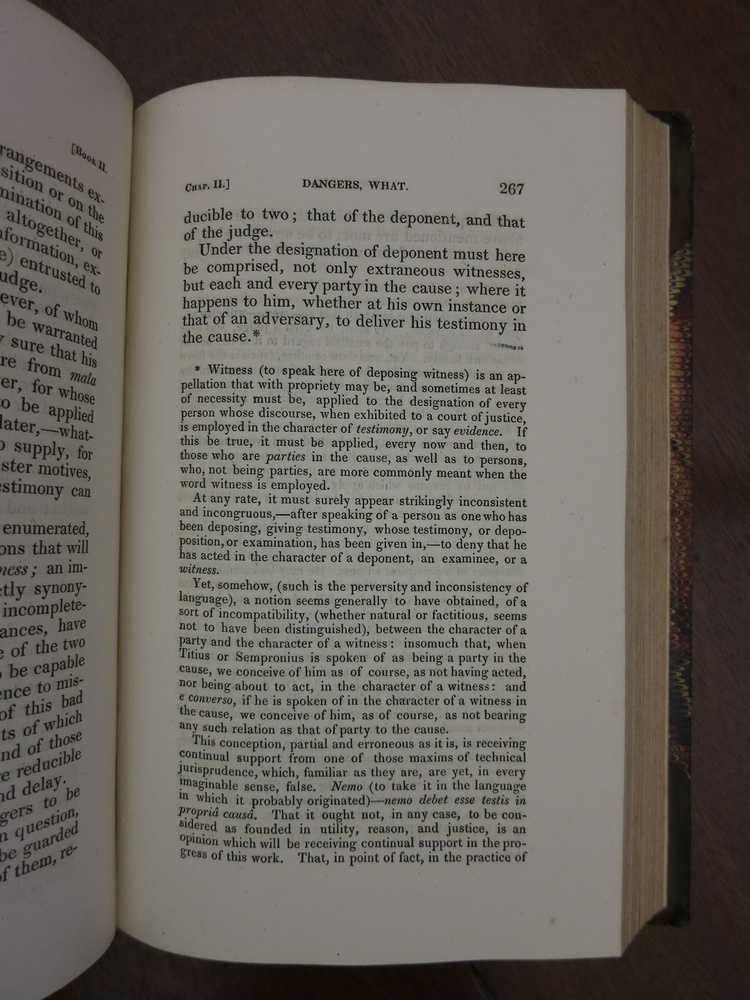 [Book II.
rangements ex-
sition or on the
mination of this
altogether, or
formation, ex-
e) entrusted to
udge.
ever, of whom
be warranted
y sure that his
re from mala
er, for whose
o be applied
later,—what-
o supply, for
ster motives,
estimony can
enumerated,
ons that will
ness; an im-
ctly synony-
incomplete-
ances, have
e of the two
o be capable
ence to mis-
of this bad
ts of which
nd of those
e reducible
nd delay.
gers to be
n question,
be guarded
of them, re-
Chap. II.] DANGERS, WHAT. 267
ducible to two; that of the deponent, and that
of the judge.
Under the designation of deponent must here
be comprised, not only extraneous witnesses,
but each and every party in the cause; where it
happens to him, whether at his own instance or
that of an adversary, to deliver his testimony in
the cause.*
* Witness (to speak here of deposing witness) is an ap-
pellation that with propriety may be, and sometimes at least
of necessity must be, applied to the designation of every
person whose discourse, when exhibited to a court of justice,
is employed in the character of testimony, or say evidence. If
this be true, it must be applied, every now and then, to
those who are parties in the cause, as well as to persons,
who, not being parties, are more commonly meant when the
word witness is employed.
At any rate, it must surely appear strikingly inconsistent
and incongruous,—after speaking of a person as one who has
been deposing, giving testimony, whose testimony, or depo-
position, or examination, has been given in,—to deny that he
has acted in the character of a deponent, an examinee, or a
witness.
Yet, somehow, (such is the perversity and inconsistency of
language), a notion seems generally to have obtained, of a
sort of incompatibility, (whether natural or factitious, seems
not to have been distinguished), between the character of a
party and the character of a witness: insomuch that, when
Titius or Sempronius is spoken of as being a party in the
cause, we conceive of him as of course, as not having acted,
nor being about to act, in the character of a witness: and
e converso, if he is spoken of in the character of a witness in
the cause, we conceive of him, as of course, as not bearing
any such relation as that of party to the cause.
This conception, partial and erroneous as it is, is receiving
continual support from one of those maxims of technical
jurisprudence, which, familiar as they are, are yet, in every
imaginable sense, false. Nemo (to take it in the language
in which it probably originated)—nemo debet esse testis in
propriâ causâ. That it ought not, in any case, to be con-
sidered as founded in utility, reason, and justice, is an
opinion which will be receiving continual support in the pro-
gress of this work. That, in point of fact, in the practice of